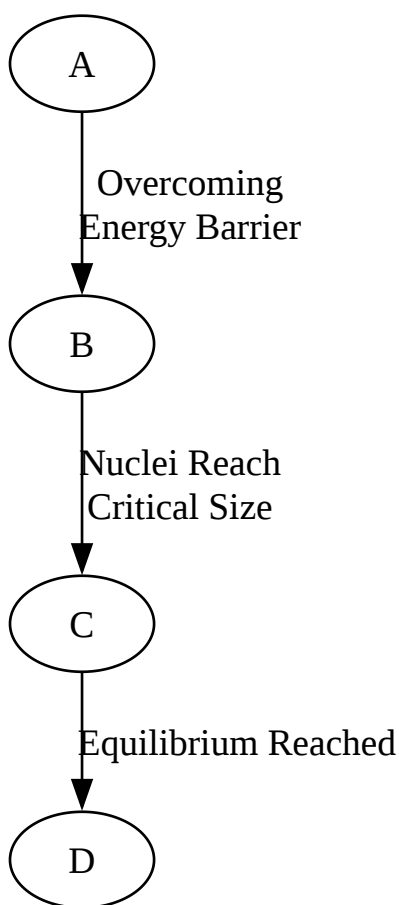 A
Overcoming
Energy Barrier
B
Nuclei Reach
Critical Size
C
Equilibrium Reached
D